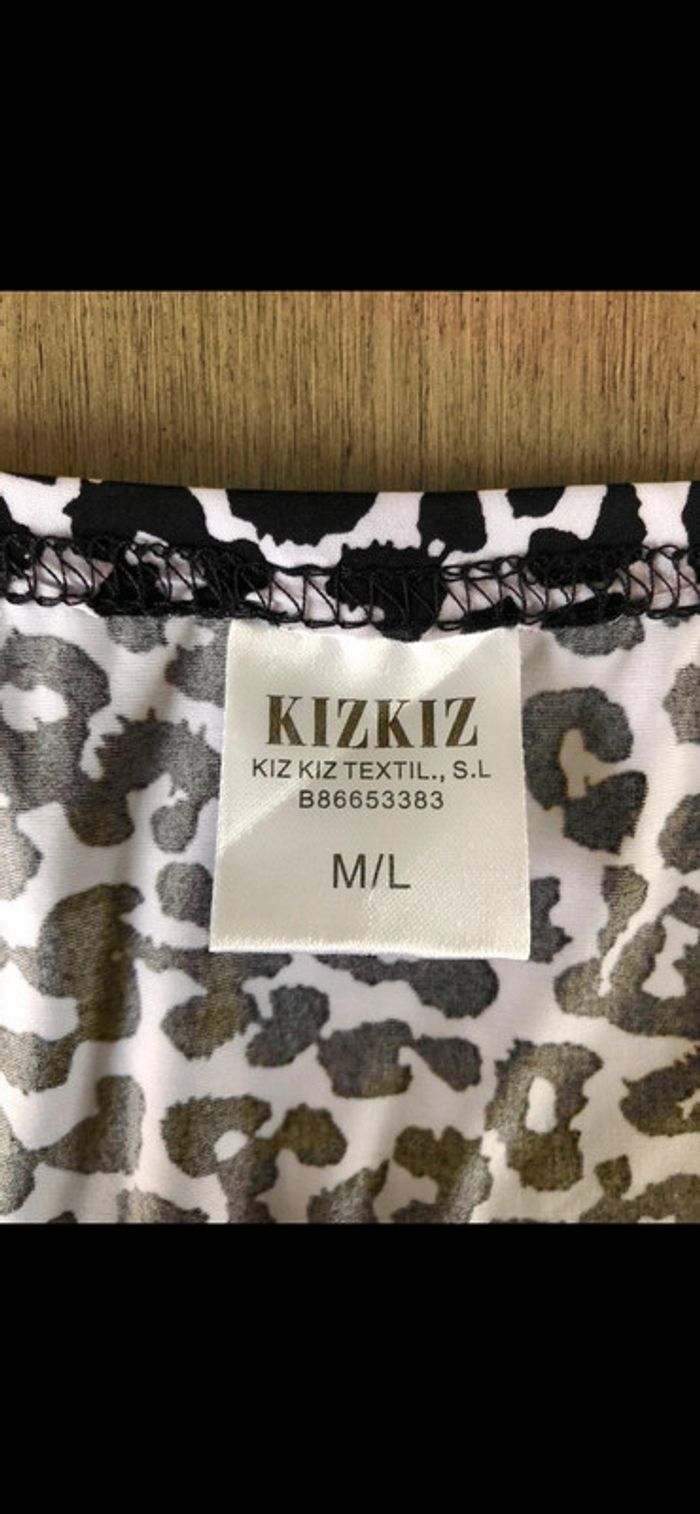 KIZKIZ
KIZ KIZ TEXTIL., S.L
B86653383
M/L